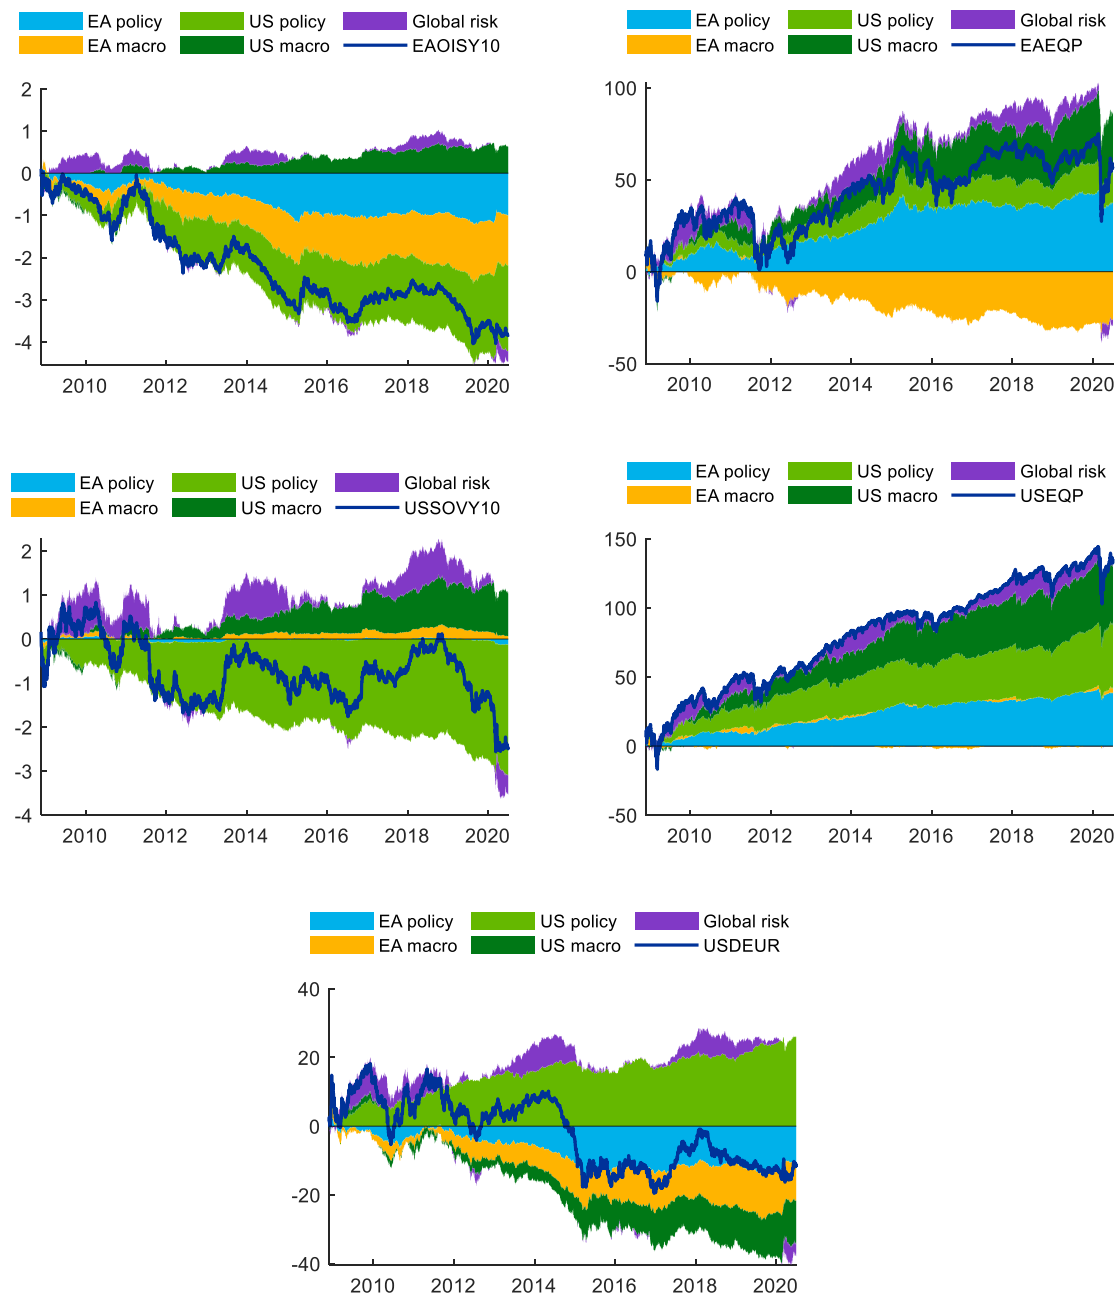 EA policy US policy Global risk
EA macro US macro EAOISY10
2
1
0
-1
-2
-3
-4
2010 2012 2014 2016 2018 2020
EA policy US policy Global risk
EA macro US macro EAEQP
100
50
0
-50
2010 2012 2014 2016 2018 2020
EA policy US policy Global risk
EA macro US macro USSOVY10
2
1
0
-1
-2
-3
-4
2010 2012 2014 2016 2018 2020
EA policy US policy Global risk
EA macro US macro USEQP
150
100
50
0
-50
2010 2012 2014 2016 2018 2020
EA policy US policy Global risk
EA macro US macro USDEUR
40
20
0
-20
-40
2010 2012 2014 2016 2018 2020